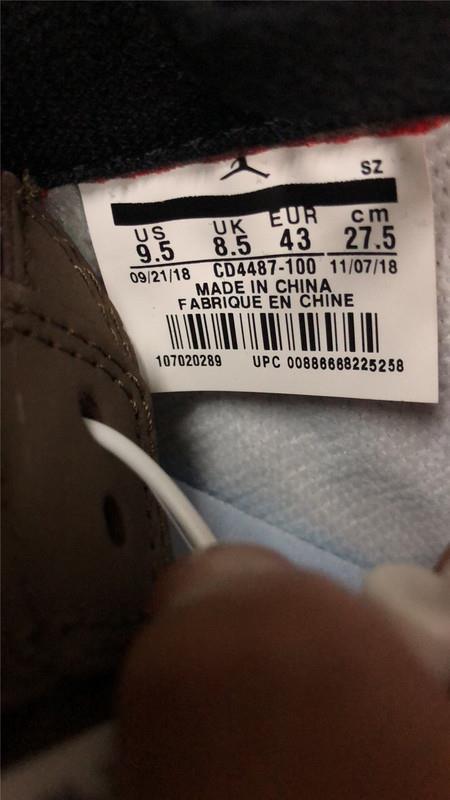 SZ
US UK EUR cm
9.5 8.5 43 27.5
09/21/18 CD4487-100 11/07/18
MADE IN CHINA
FABRIQUE EN CHINE
107020289 UPC 00886668225258